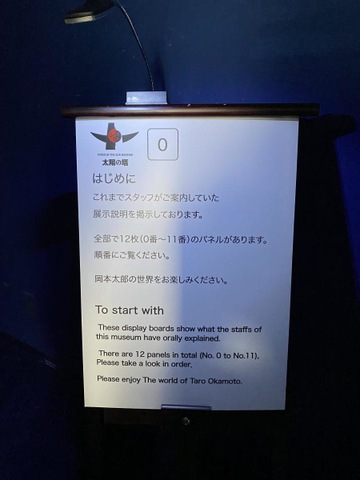 太陽の塔
0
はじめに
これまでスタッフがご案内していた
展示説明を掲示しております。
全部で12枚(0番～11番)のパネルがあります。
順番にご覧ください。
岡本太郎の世界をお楽しみください。
To start with
These display boards show what the staffs of
this museum have orally explained.
There are 12 panels in total (No. 0 to No.11),
Please take a look in order.
Please enjoy The world of Taro Okamoto.